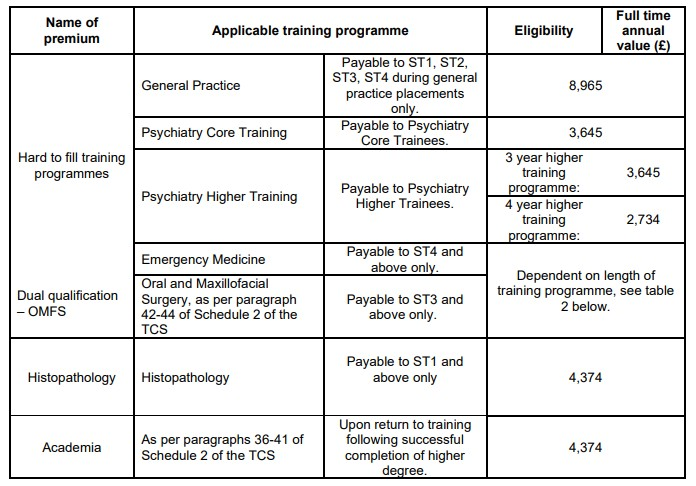 Name of
premium
Applicable training programme
Eligibility
Full time
annual
value (£)
Hard to fill training
programmes
General Practice
Payable to ST1, ST2,
ST3, ST4 during general
practice placements
only.
8,965
Psychiatry Core Training
Payable to Psychiatry
Core Trainees.
3,645
Psychiatry Higher Training
Payable to Psychiatry
Higher Trainees.
3 year higher
training
programme:
3,645
4 year higher
training
programme:
2,734
Emergency Medicine
Payable to ST4 and
above only.
Dependent on length of
training programme, see table
2 below.
Dual qualification
– OMFS
Oral and Maxillofacial
Surgery, as per paragraph
42-44 of Schedule 2 of the
TCS
Payable to ST3 and
above only.
Histopathology
Histopathology
Payable to ST1 and
above only
4,374
Academia
As per paragraphs 36-41 of
Schedule 2 of the TCS
Upon return to training
following successful
completion of higher
degree.
4,374